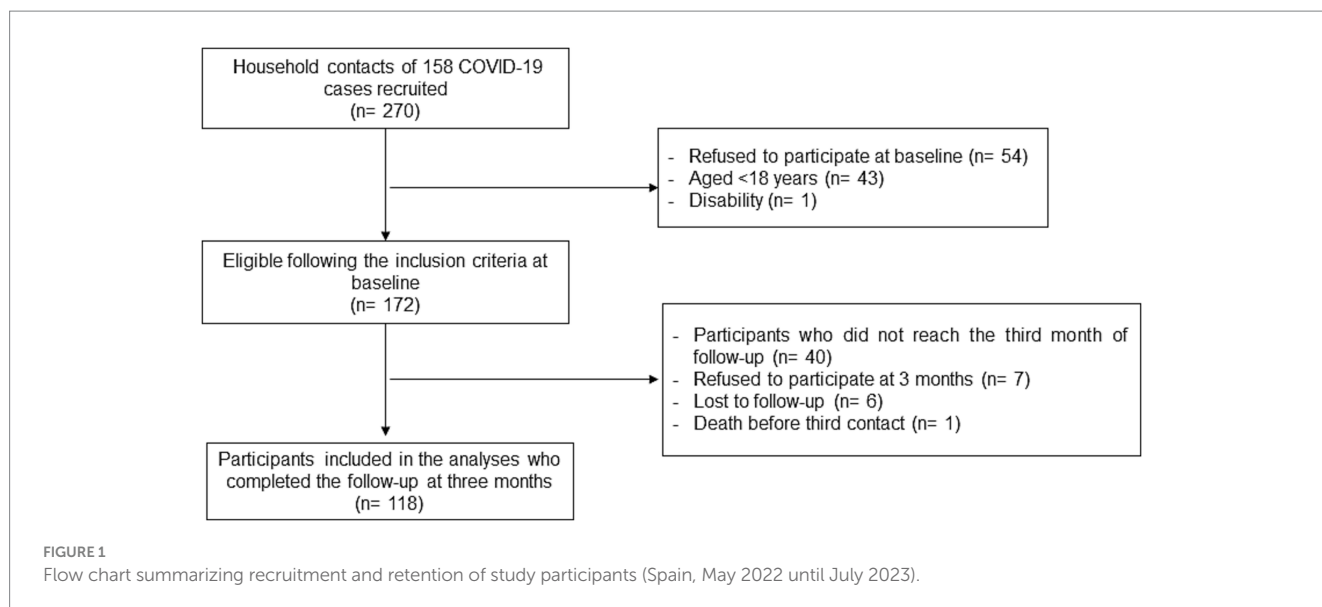 Household contacts of 158 COVID-19
cases recruited
(n= 270)
- Refused to participate at baseline (n= 54)
- Aged <18 years (n= 43)
- Disability (n= 1)
Eligible following the inclusion criteria at
baseline
(n= 172)
- Participants who did not reach the third month of
follow-up (n= 40)
- Refused to participate at 3 months (n= 7)
- Lost to follow-up (n= 6)
- Death before third contact (n= 1)
Participants included in the analyses who
completed the follow-up at three months
(n= 118)
FIGURE 1
Flow chart summarizing recruitment and retention of study participants (Spain, May 2022 until July 2023).